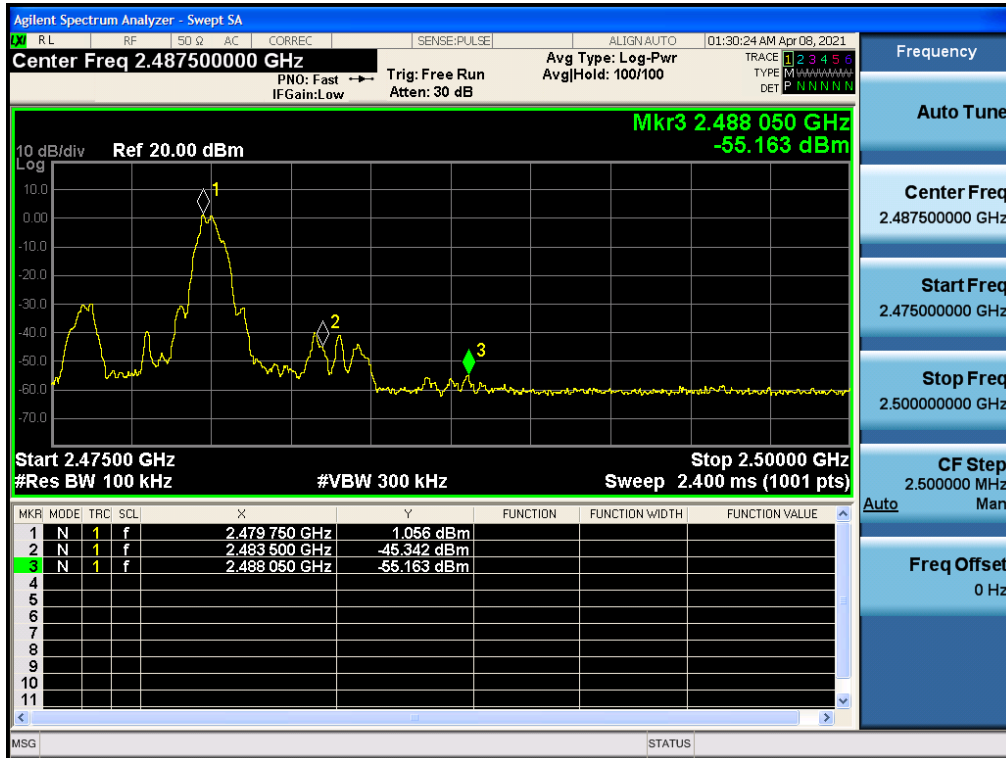 Agilent Spectrum Analyzer - Swept SA
LXI RL RF 50 Ω AC CORREC SENSE:PULSE ALIGN AUTO 01:30:24 AM Apr 08, 2021
Center Freq 2.487500000 GHz
PNO: Fast
IFGain:Low
Trig: Free Run
Atten: 30 dB
Avg Type: Log-Pwr
Avg|Hold: 100/100
TRACE 1 2 3 4 5 6
TYPE M WWWWW
DET P N N N N N
Mkr3 2.488 050 GHz
-55.163 dBm
10 dB/div Ref 20.00 dBm
Log
10.0
0.00
-10.0
-20.0
-30.0
-40.0
-50.0
-60.0
-70.0
1
2
3
Start 2.47500 GHz Stop 2.50000 GHz
#Res BW 100 kHz #VBW 300 kHz Sweep 2.400 ms (1001 pts)
MKR MODE TRC SCL X Y FUNCTION FUNCTION WIDTH FUNCTION VALUE
1 N 1 f 2.479 750 GHz 1.056 dBm
2 N 1 f 2.483 500 GHz -45.342 dBm
3 N 1 f 2.488 050 GHz -55.163 dBm
4
5
6
7
8
9
10
11
MSG STATUS
Frequency
Auto Tune
Center Freq
2.487500000 GHz
Start Freq
2.475000000 GHz
Stop Freq
2.500000000 GHz
CF Step
2.500000 MHz
Auto Man
Freq Offset
0 Hz